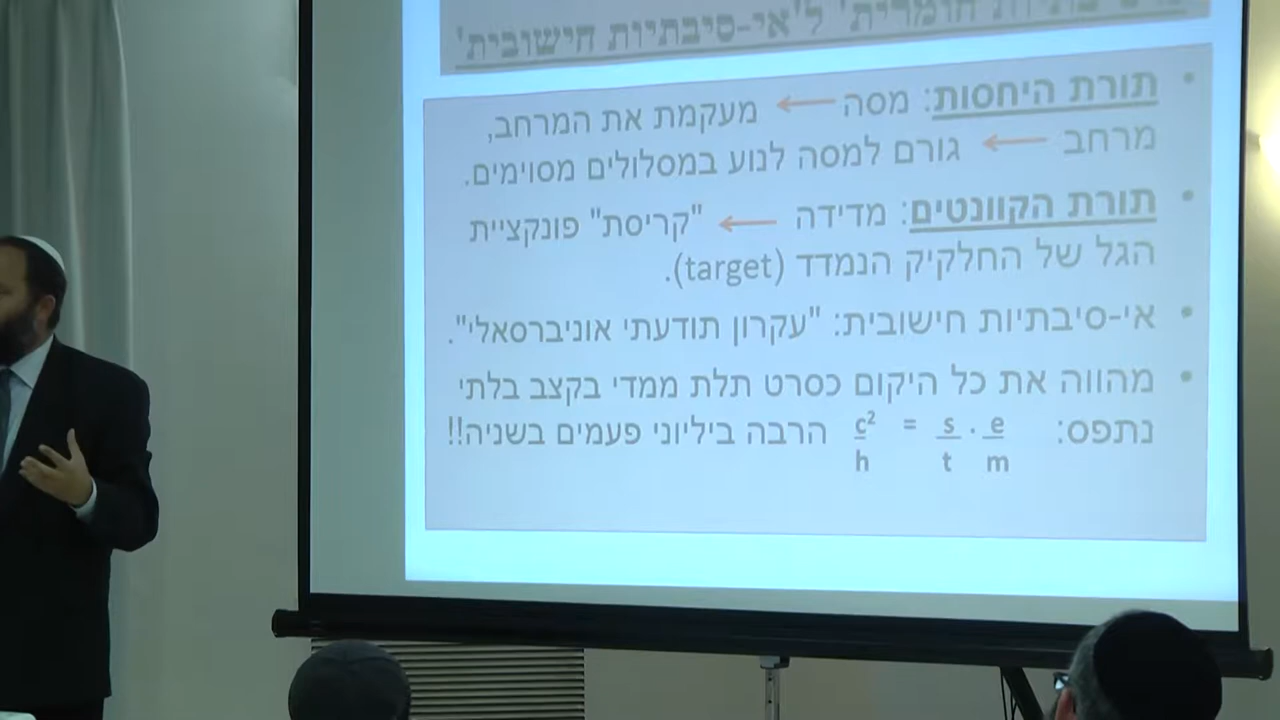 ל'אי-סיבתיות חישובית'
• תורת היחסות: מסה ← מעקמת את המרחב,
מרחב ← גורם למסה לנוע במסלולים מסוימים.
• תורת הקוונטים: מדידה ← "קריסת" פונקציית
הגל של החלקיק הנמדד (target).
• אי-סיבתיות חישובית: "עקרון תודעתי אוניברסאלי".
• מהווה את כל היקום כסרט תלת ממדי בקצב בלתי
נתפס: c²/h = s/t · e/m הרבה ביליוני פעמים בשניה!!